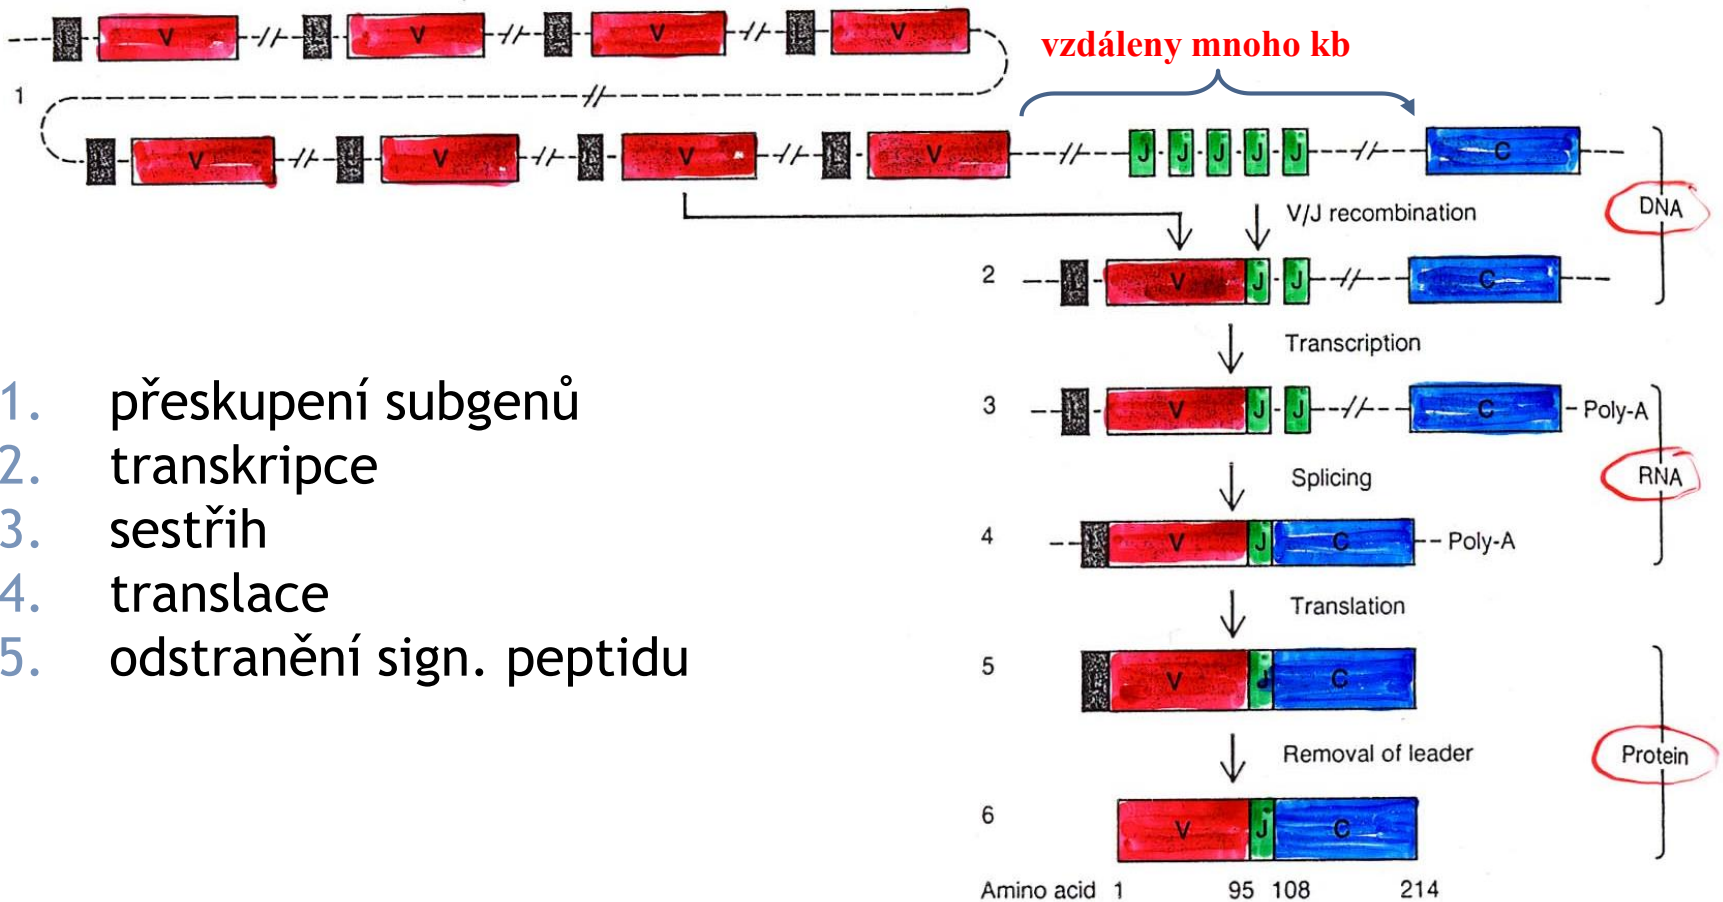 L V L V L V L V
vzdáleny mnoho kb
1
L V L V L V L V J J J J J C
V/J recombination
DNA
2 L V J J C
Transcription
3 L V J J C Poly-A
Splicing
RNA
4 L V J C Poly-A
Translation
5 L V J C
Removal of leader
Protein
6 V J C
Amino acid 1 95 108 214
1. přeskupení subgenů
2. transkripce
3. sestřih
4. translace
5. odstranění sign. peptidu